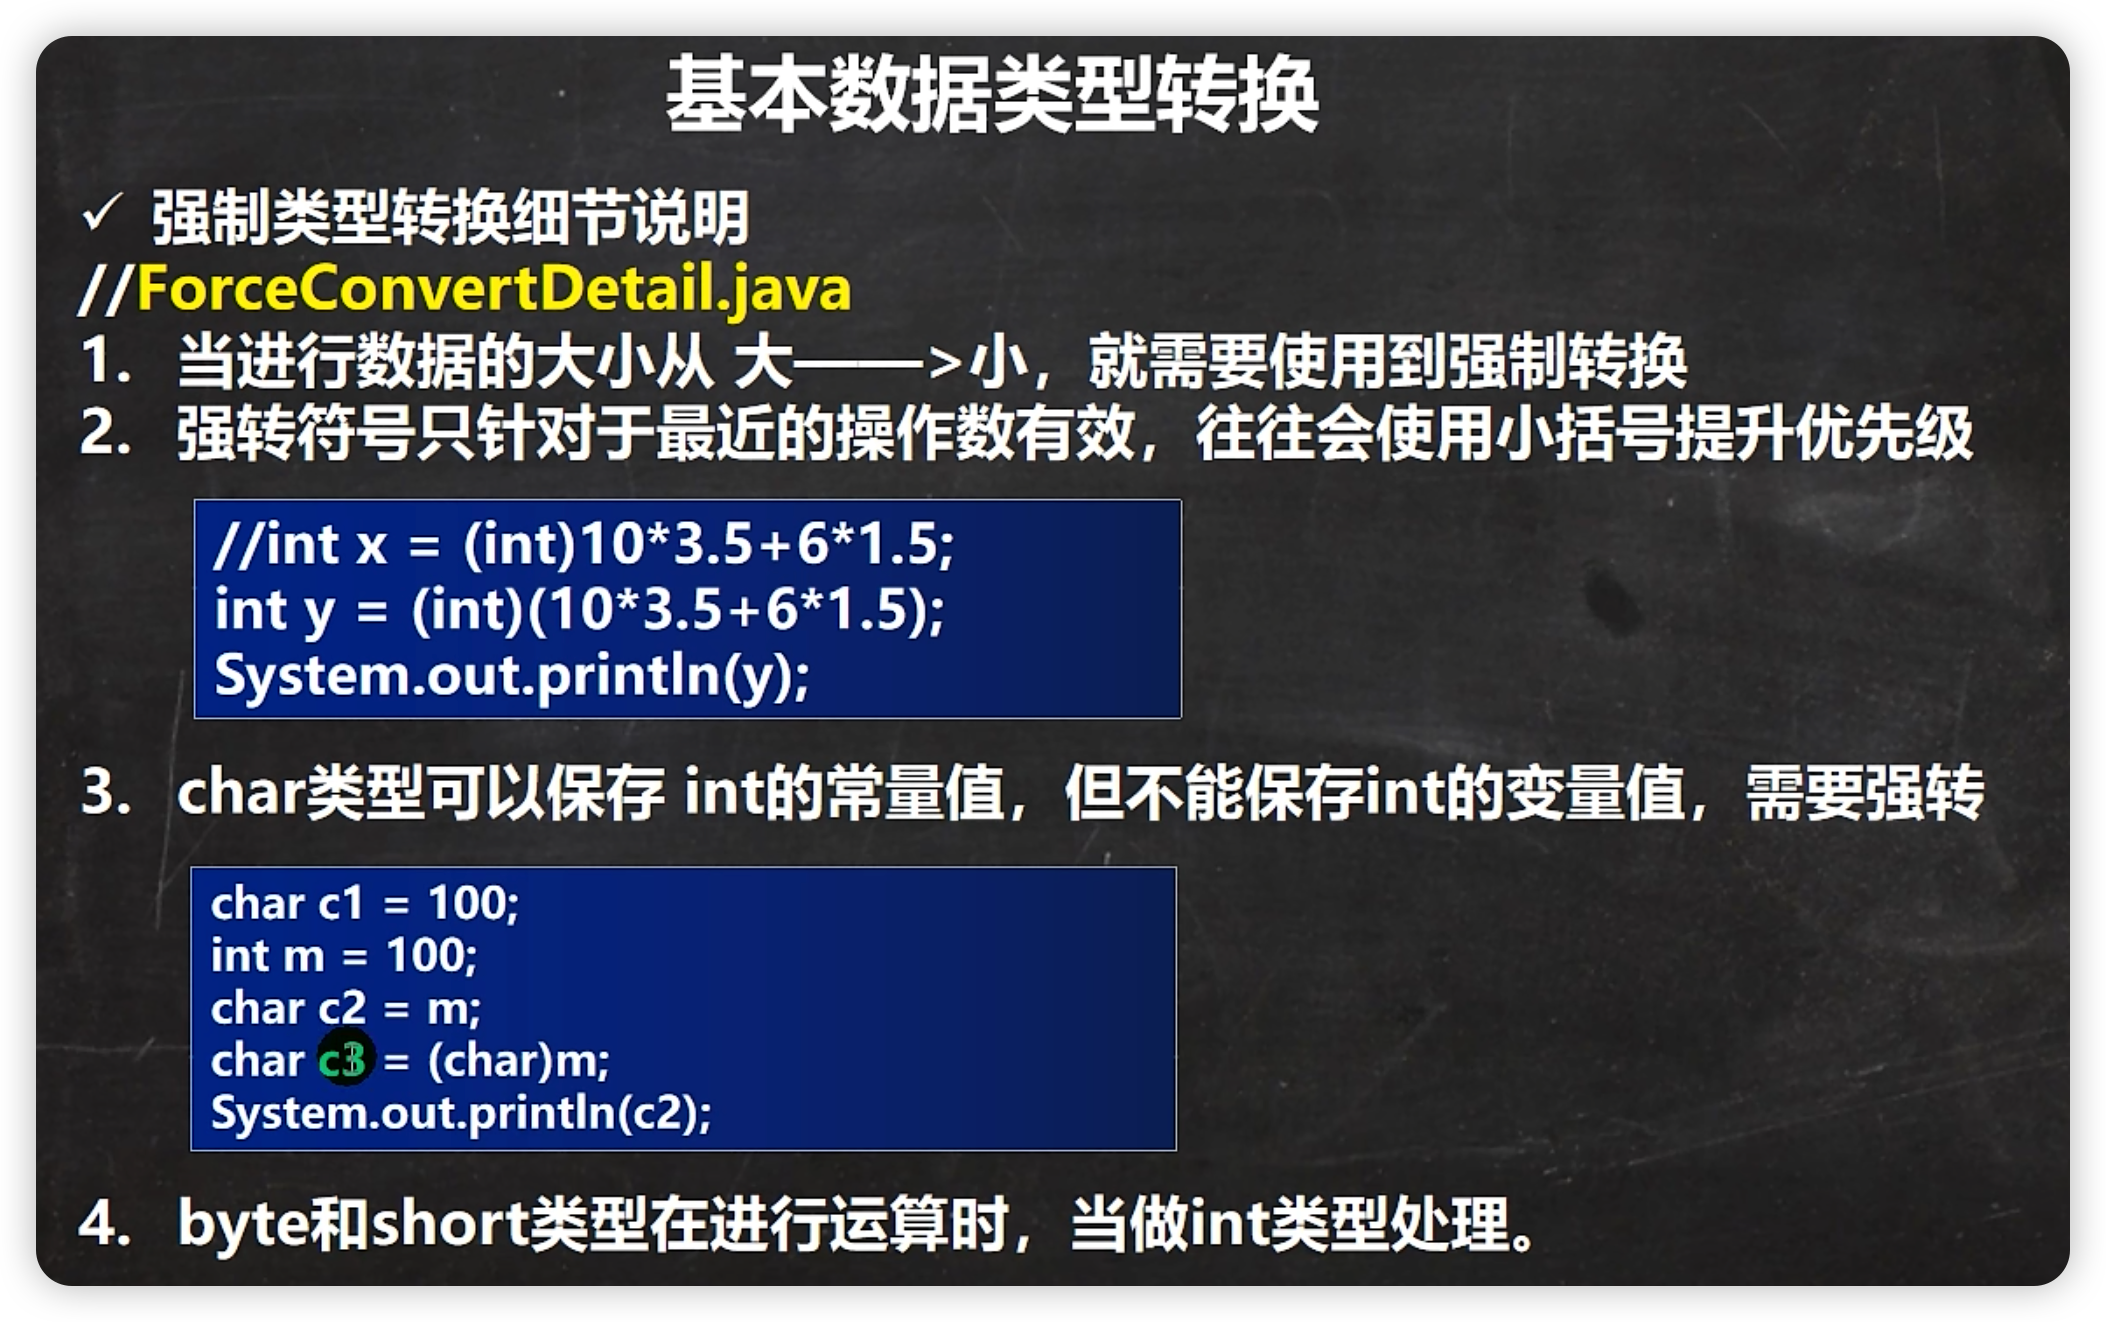 基本数据类型转换
✓ 强制类型转换细节说明
//ForceConvertDetail.java
1. 当进行数据的大小从 大——>小，就需要使用到强制转换
2. 强转符号只针对于最近的操作数有效，往往会使用小括号提升优先级
//int x = (int)10*3.5+6*1.5;
int y = (int)(10*3.5+6*1.5);
System.out.println(y);
3. char类型可以保存 int的常量值，但不能保存int的变量值，需要强转
char c1 = 100;
int m = 100;
char c2 = m;
char c3 = (char)m;
System.out.println(c2);
4. byte和short类型在进行运算时，当做int类型处理。